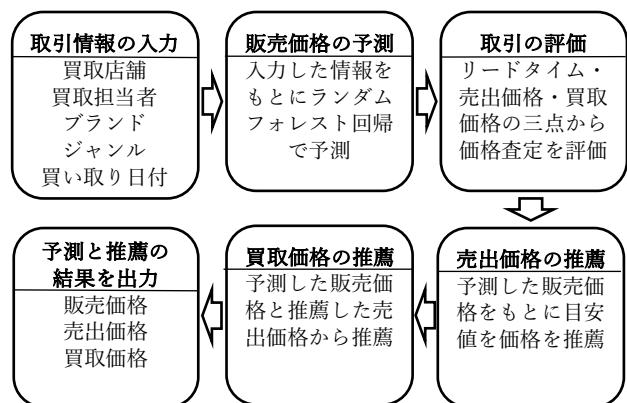 取引情報の入力
買取店舗
買取担当者
ブランド
ジャンル
買い取り日付
販売価格の予測
入力した情報を
もとにランダム
フォレスト回帰
で予測
取引の評価
リードタイム・
売出価格・買取
価格の三点から
価格査定を評価
売出価格の推薦
予測した販売価
格をもとに目安
値を価格を推薦
買取価格の推薦
予測した販売価
格と推薦した売
出価格から推薦
予測と推薦の
結果を出力
販売価格
売出価格
買取価格